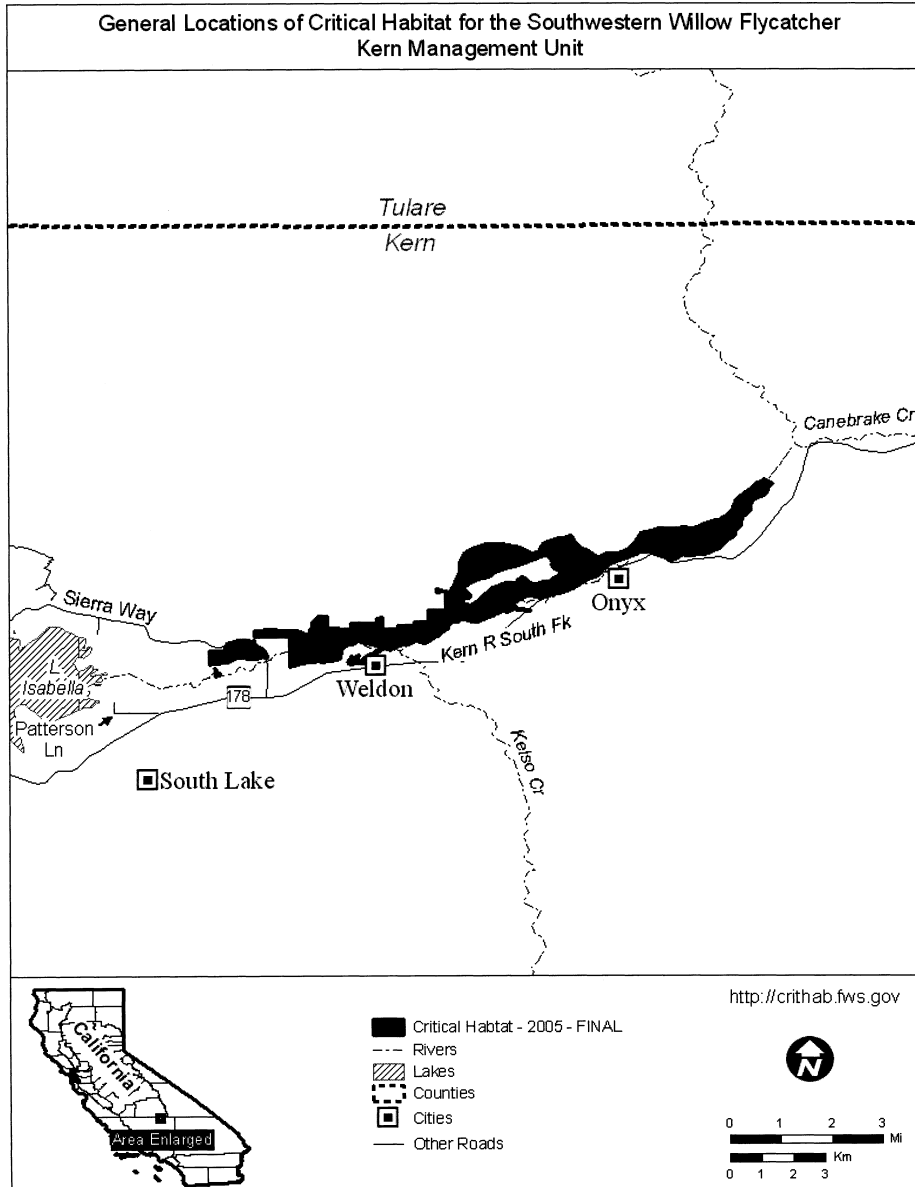 General Locations of Critical Habitat for the Southwestern Willow Flycatcher
Kern Management Unit
Tulare
Kern
Canebrake Cr
Sierra Way
Onyx
Kern R South Fk
L
Isabella
Weldon
178
Patterson
Ln
Kelso Cr
South Lake
http://crithab.fws.gov
California
Area Enlarged
Critical Habtat - 2005 - FINAL
Rivers
Lakes
Counties
Cities
Other Roads
N
0 1 2 3
Mi
Km
0 1 2 3